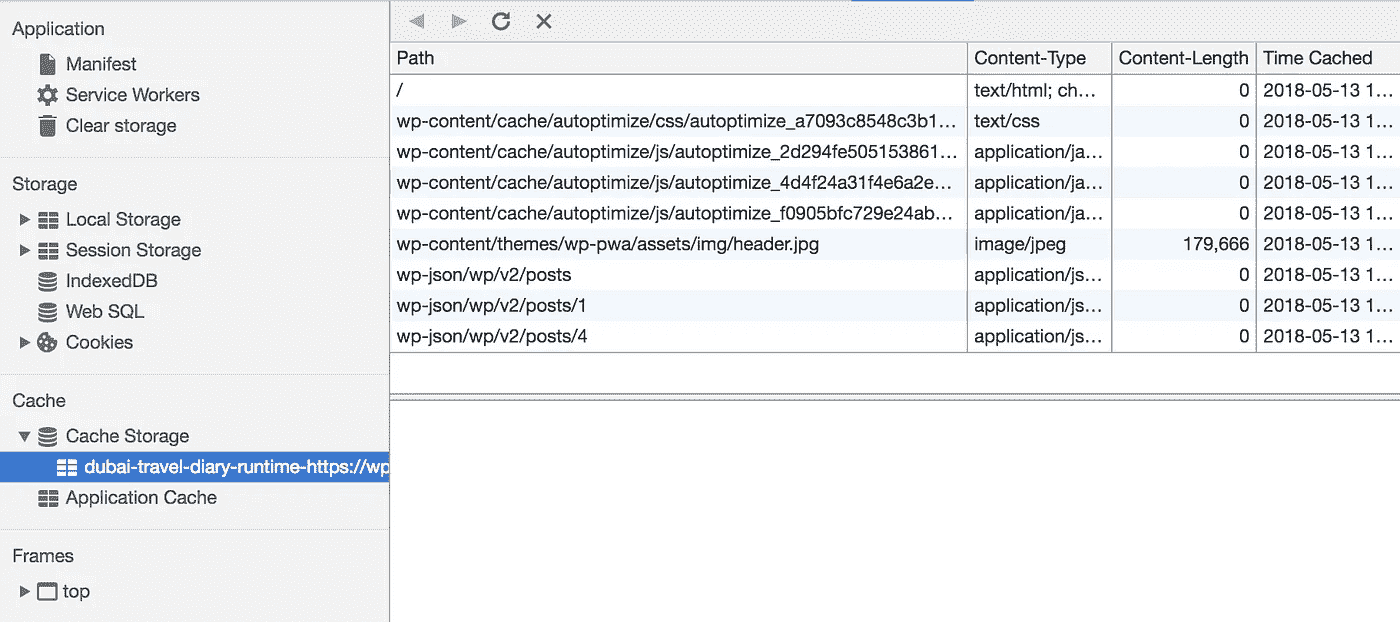 Application
Manifest
Service Workers
Clear storage
Storage
Local Storage
Session Storage
IndexedDB
Web SQL
Cookies
Cache
Cache Storage
dubai-travel-diary-runtime-https://wp
Application Cache
Frames
top
Path Content-Type Content-Length Time Cached
/ text/html; ch… 0 2018-05-13 1…
wp-content/cache/autoptimize/css/autoptimize_a7093c8548c3b1… text/css 0 2018-05-13 1…
wp-content/cache/autoptimize/js/autoptimize_2d294fe505153861… application/ja… 0 2018-05-13 1…
wp-content/cache/autoptimize/js/autoptimize_4d4f24a31f4e6a2e… application/ja… 0 2018-05-13 1…
wp-content/cache/autoptimize/js/autoptimize_f0905bfc729e24ab… application/ja… 0 2018-05-13 1…
wp-content/themes/wp-pwa/assets/img/header.jpg image/jpeg 179,666 2018-05-13 1…
wp-json/wp/v2/posts application/js… 0 2018-05-13 1…
wp-json/wp/v2/posts/1 application/js… 0 2018-05-13 1…
wp-json/wp/v2/posts/4 application/js… 0 2018-05-13 1…